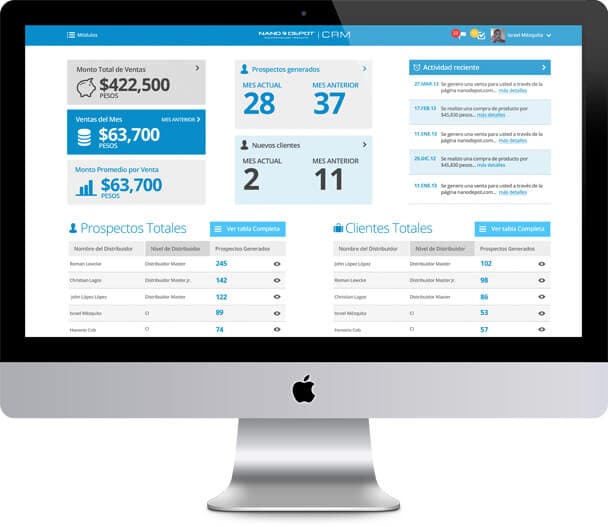 Módulos
NANO DEPOT | CRM
Israel Mézquita
Monto Total de Ventas
$422,500
PESOS
Ventas del Mes
MES ANTERIOR
$63,700
PESOS
Monto Promedio por Venta
$63,700
PESOS
Prospectos generados
MES ACTUAL MES ANTERIOR
28 37
Nuevos clientes
MES ACTUAL MES ANTERIOR
2 11
Actividad reciente
27.MAR.13 Se genero una venta para usted a través de la
página nanodepot.com... más detalles
17.FEB.13 Se realizo una compra de producto por
$45,830 pesos... más detalles
11.ENE.13 Se genero una venta para usted a través de la
página nanodepot.com... más detalles
26.DIC.12 Se realizo una compra de producto por
$45,830 pesos... más detalles
11.ENE.13 Se genero una venta para usted a través de la
página nanodepot.com... más detalles
Prospectos Totales
Ver tabla Completa
Nombre del Distribuidor Nivel de Distribuidor Prospectos Generados
Roman Lewcke Distribuidor Master 245
Christian Lagos Distribuidor Master Jr. 142
John López López Distribuidor Master 122
Israel Mézquita CI 89
Honorio Cob CI 74
Clientes Totales
Ver tabla Completa
Nombre del Distribuidor Nivel de Distribuidor Prospectos Generados
John López López Distribuidor Master 102
Roman Lewcke Distribuidor Master Jr. 98
Christian Lagos Distribuidor Master 86
Israel Mézquita CI 53
Honorio Cob CI 57